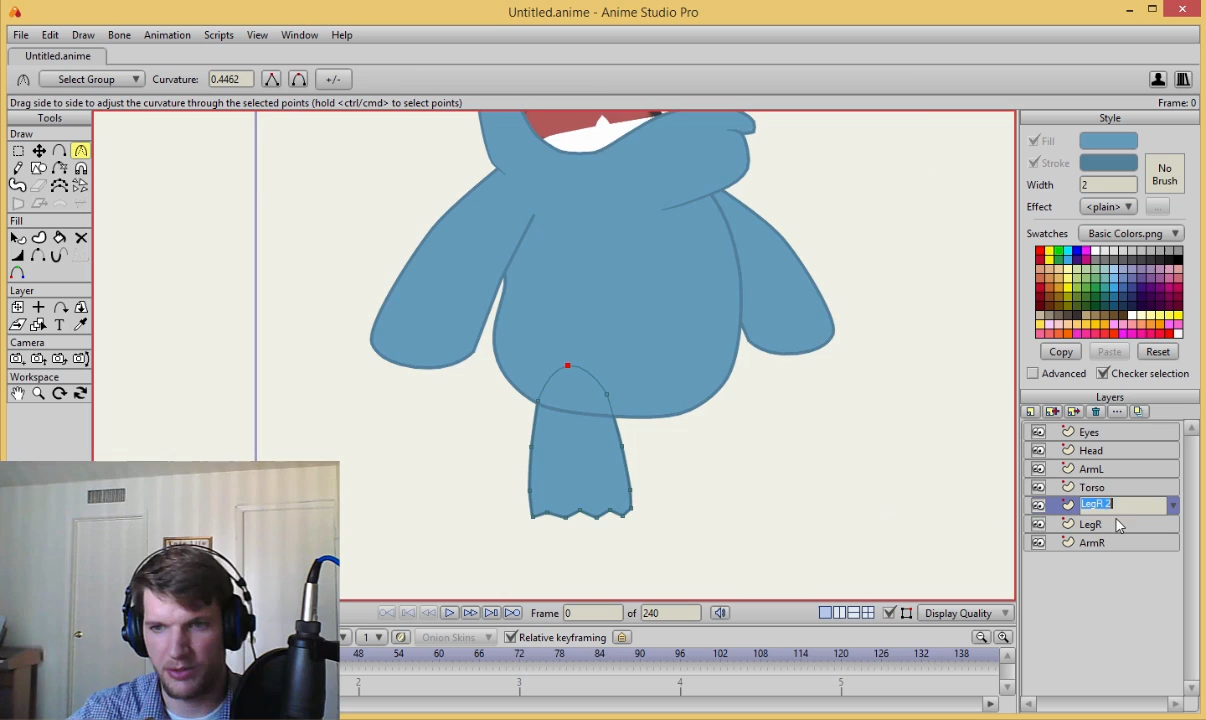 Untitled.anime - Anime Studio Pro
File Edit Draw Bone Animation Scripts View Window Help
Untitled.anime
Select Group Curvature: 0.4462 +/-
Drag side to side to adjust the curvature through the selected points (hold <ctrl/cmd> to select points) Frame: 0
Tools
Draw
Fill
Layer
Camera
Workspace
Style
Fill
Stroke
No
Brush
Width 2
Effect <plain> ...
Swatches Basic Colors.png
Copy Paste Reset
Advanced Checker selection
Layers
Eyes
Head
ArmL
Torso
LegR 2
LegR
ArmR
Frame 0 of 240 Display Quality
1 Onion Skins Relative keyframing
48 54 60 66 72 78 84 90 96 102 108 114 120 126 132 138
2 3 4 5